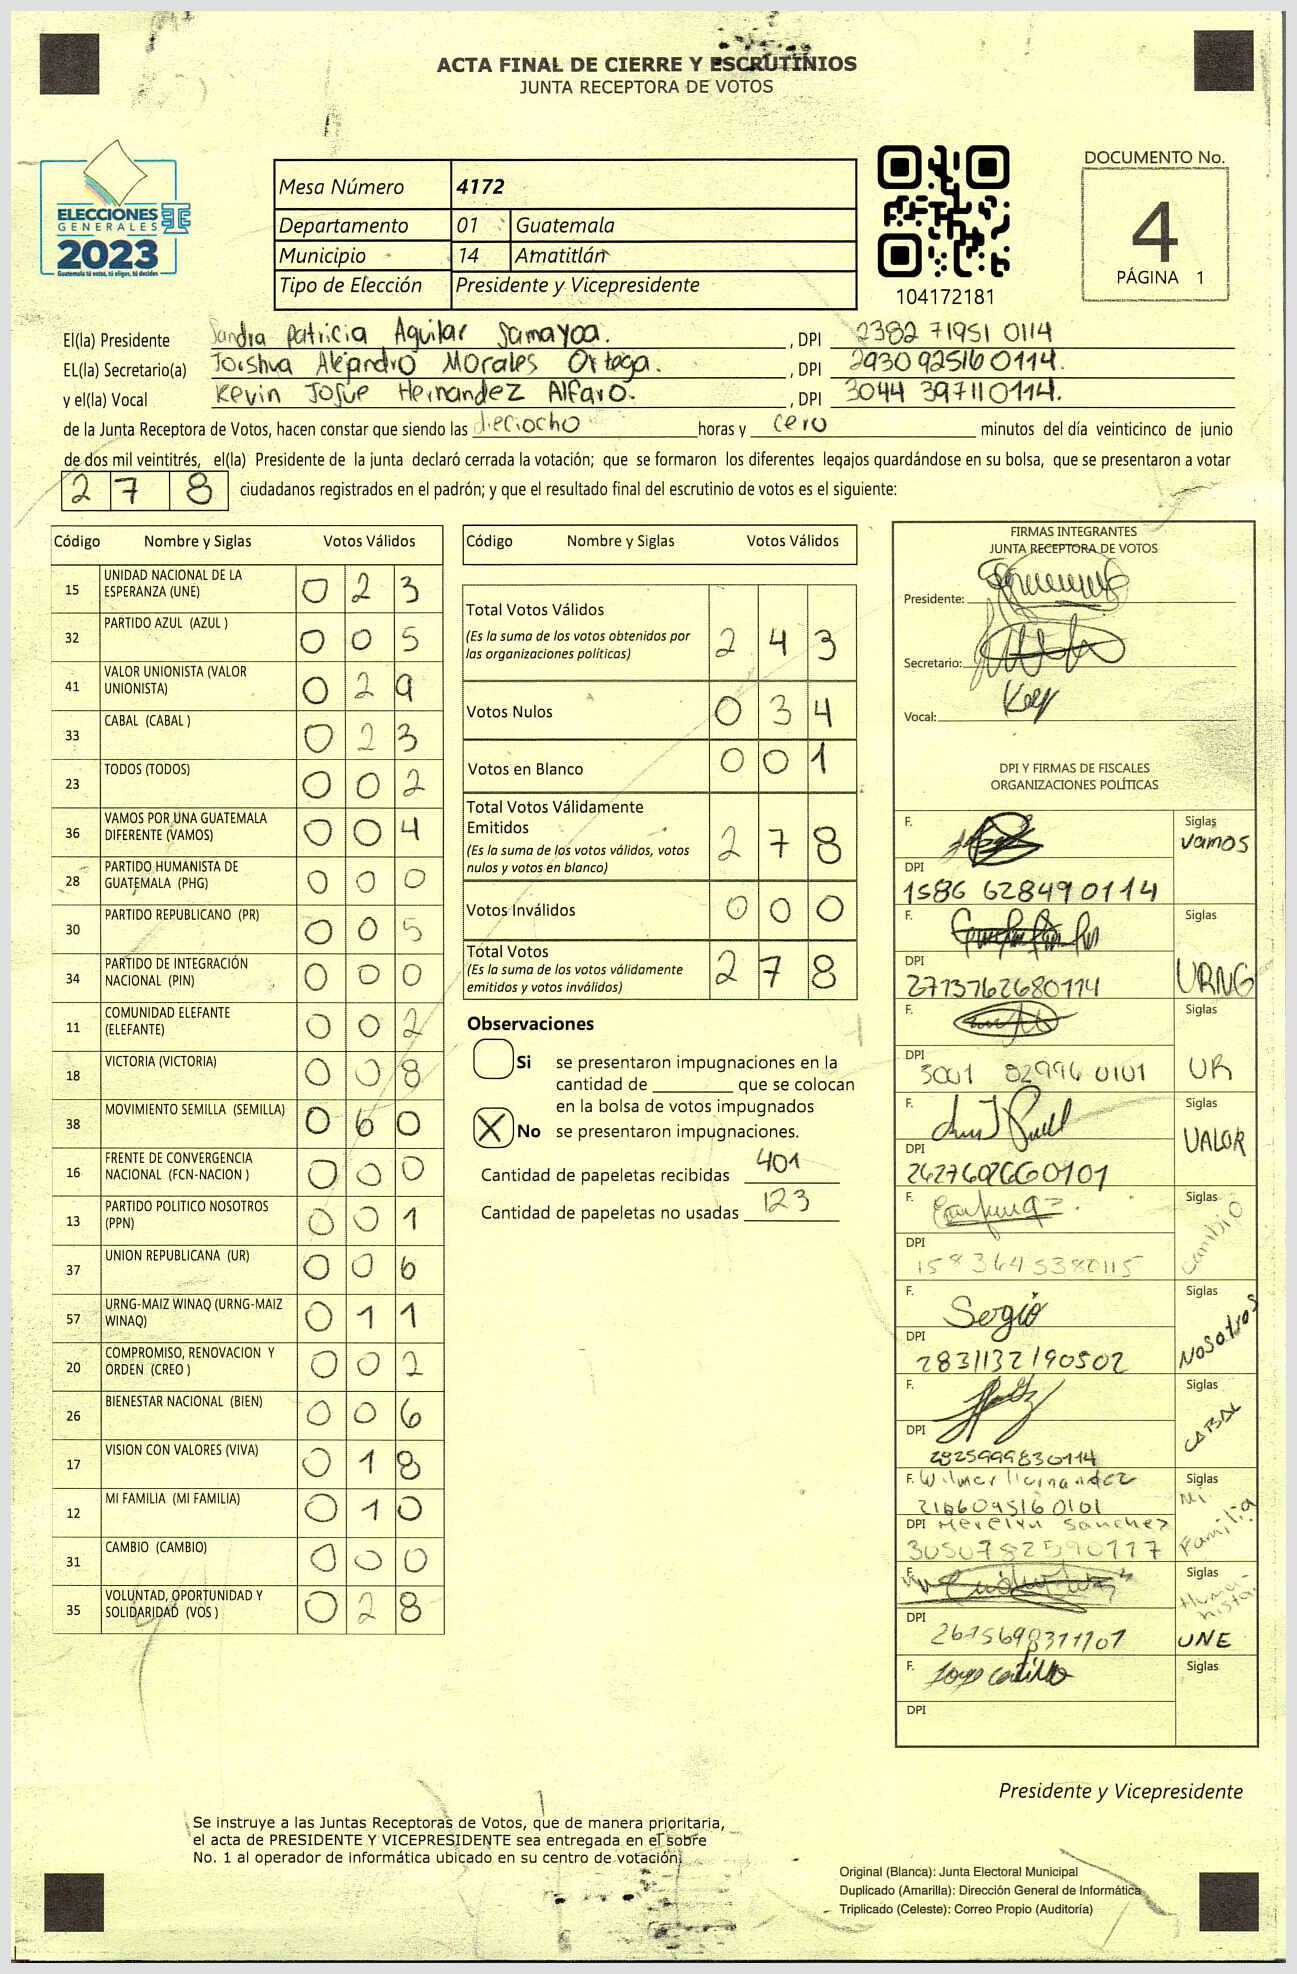 ACTA FINAL DE CIERRE Y ESCRUTINIOS
JUNTA RECEPTORA DE VOTOS
ELECCIONES
GENERALES
2023
Guatemala tú votas, tú eliges, tú decides
Mesa Número 4172
Departamento 01 Guatemala
Municipio 14 Amatitlán
Tipo de Elección Presidente y Vicepresidente
104172181
DOCUMENTO No.
4
PÁGINA 1
El(la) Presidente Sandra Patricia Aguilar Samayoa. , DPI 2382 71951 0114
EL(la) Secretario(a) Joshua Alejandro Morales Ortega. , DPI 2930 92516 0114.
y el(la) Vocal Kevin Josue Hernandez Alfaro. , DPI 3044 39711 0114.
de la Junta Receptora de Votos, hacen constar que siendo las dieciocho horas y cero minutos del día veinticinco de junio
de dos mil veintitrés, el(la) Presidente de la junta declaró cerrada la votación; que se formaron los diferentes legajos guardándose en su bolsa, que se presentaron a votar
2 7 8 ciudadanos registrados en el padrón; y que el resultado final del escrutinio de votos es el siguiente:
Código Nombre y Siglas Votos Válidos
15 UNIDAD NACIONAL DE LA ESPERANZA (UNE) 0 2 3
32 PARTIDO AZUL (AZUL ) 0 0 5
41 VALOR UNIONISTA (VALOR UNIONISTA) 0 2 9
33 CABAL (CABAL ) 0 2 3
23 TODOS (TODOS) 0 0 2
36 VAMOS POR UNA GUATEMALA DIFERENTE (VAMOS) 0 0 4
28 PARTIDO HUMANISTA DE GUATEMALA (PHG) 0 0 0
30 PARTIDO REPUBLICANO (PR) 0 0 5
34 PARTIDO DE INTEGRACIÓN NACIONAL (PIN) 0 0 0
11 COMUNIDAD ELEFANTE (ELEFANTE) 0 0 2
18 VICTORIA (VICTORIA) 0 0 8
38 MOVIMIENTO SEMILLA (SEMILLA) 0 6 0
16 FRENTE DE CONVERGENCIA NACIONAL (FCN-NACION ) 0 0 0
13 PARTIDO POLITICO NOSOTROS (PPN) 0 0 1
37 UNION REPUBLICANA (UR) 0 0 6
57 URNG-MAIZ WINAQ (URNG-MAIZ WINAQ) 0 1 1
20 COMPROMISO, RENOVACION Y ORDEN (CREO ) 0 0 2
26 BIENESTAR NACIONAL (BIEN) 0 0 6
17 VISION CON VALORES (VIVA) 0 1 8
12 MI FAMILIA (MI FAMILIA) 0 1 0
31 CAMBIO (CAMBIO) 0 0 0
35 VOLUNTAD, OPORTUNIDAD Y SOLIDARIDAD (VOS ) 0 2 8
Código Nombre y Siglas Votos Válidos
Total Votos Válidos 2 4 3
(Es la suma de los votos obtenidos por
las organizaciones políticas)
Votos Nulos 0 3 4
Votos en Blanco 0 0 1
Total Votos Válidamente
Emitidos 2 7 8
(Es la suma de los votos válidos, votos
nulos y votos en blanco)
Votos Inválidos 0 0 0
Total Votos 2 7 8
(Es la suma de los votos válidamente
emitidos y votos inválidos)
Observaciones
Si se presentaron impugnaciones en la
cantidad de ________ que se colocan
en la bolsa de votos impugnados
X No se presentaron impugnaciones.
Cantidad de papeletas recibidas 401
Cantidad de papeletas no usadas 123
FIRMAS INTEGRANTES
JUNTA RECEPTORA DE VOTOS
Presidente:
Secretario:
Vocal:
DPI Y FIRMAS DE FISCALES
ORGANIZACIONES POLÍTICAS
F. Siglas Vamos
DPI 1586 62849 0114
F. Siglas URNG
DPI 2713762680114
F. Siglas UR
DPI 3001 82994 0101
F. Siglas VALOR
DPI 2427602660101
F. Siglas Cambio
DPI 1583645380115
F. Sergio Siglas Nosotros
DPI 2831132190502
F. Siglas CABAL
DPI 2825999830114
F. Wilmer Hernandez Siglas Mi Familia
2166095160101
DPI Merelyn Sanchez
3050782590117
F. Siglas Humanista
DPI 2615698371101 UNE
F. Jorge Castillo Siglas
DPI
Presidente y Vicepresidente
Se instruye a las Juntas Receptoras de Votos, que de manera prioritaria,
el acta de PRESIDENTE Y VICEPRESIDENTE sea entregada en el sobre
No. 1 al operador de informática ubicado en su centro de votación.
Original (Blanca): Junta Electoral Municipal
Duplicado (Amarilla): Dirección General de Informática
Triplicado (Celeste): Correo Propio (Auditoría)